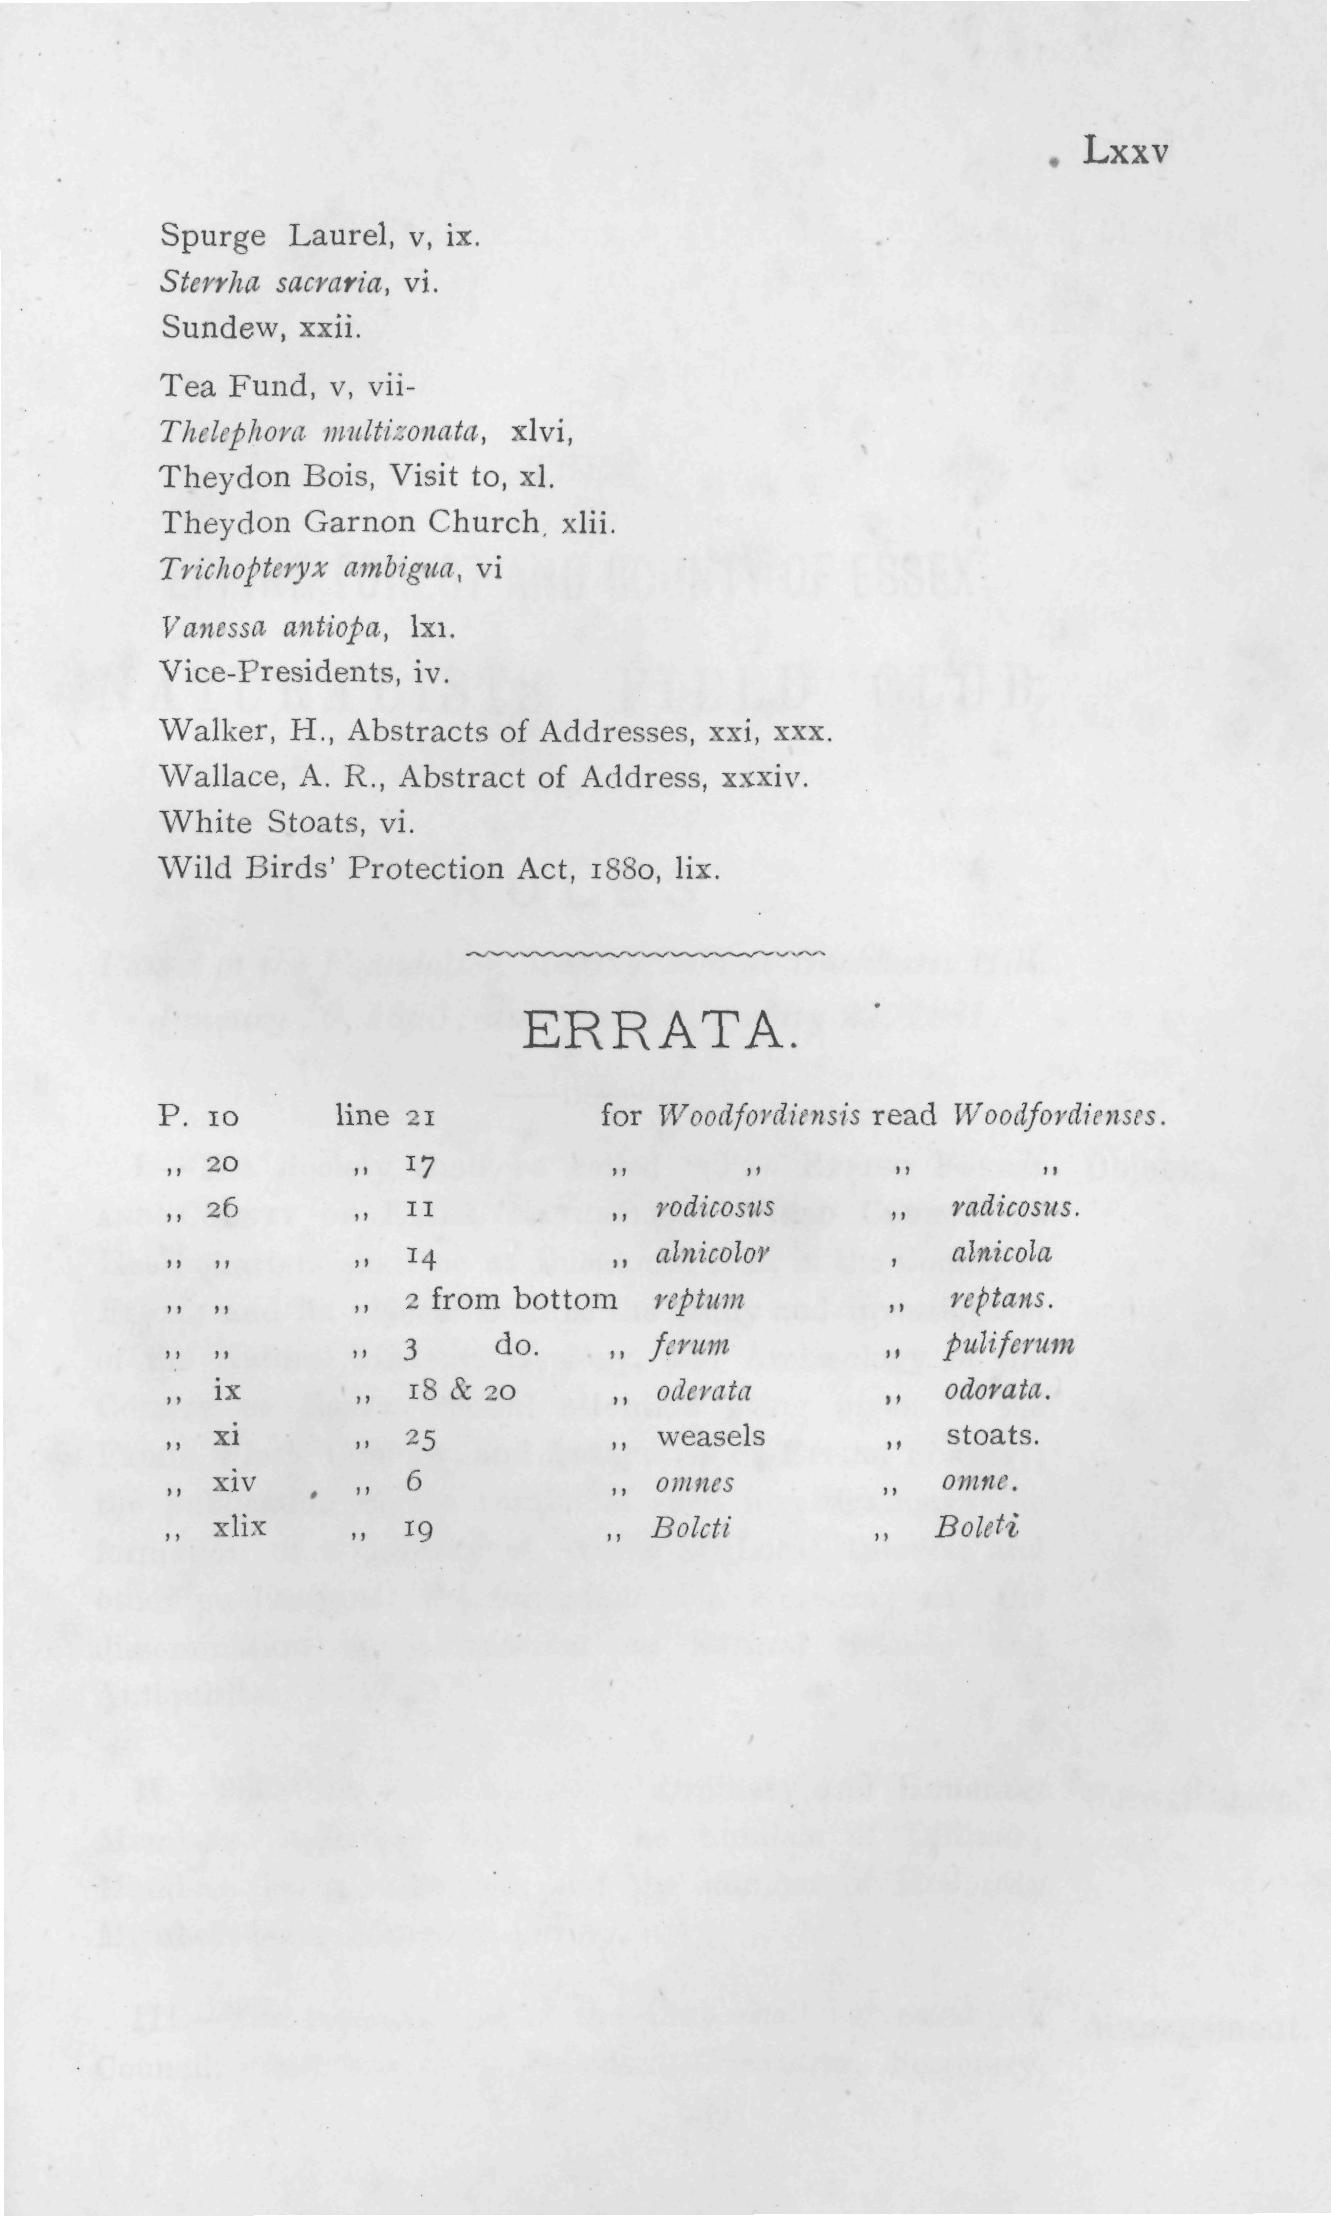 Lxxv
Spurge Laurel, v, ix.
Sterrha sacraria, vi.
Sundew, xxii.
Tea Fund, v, vii-
Thelephora multizonata, xlvi,
Theydon Bois, Visit to, xl.
Theydon Garnon Church, xlii.
Trichopteryx ambigua, vi
Vanessa antiopa, lxi.
Vice-Presidents, iv.
Walker, H., Abstracts of Addresses, xxi, xxx.
Wallace, A. R., Abstract of Address, xxxiv.
White Stoats, vi.
Wild Birds' Protection Act, 1880, lix.
ERRATA.
P. 10 line 21 for Woodfordiensis read Woodfordienses.
,, 20 ,, 17 ,, ,, ,, ,,
,, 26 ,, 11 ,, rodicosus ,, radicosus.
,, ,, ,, 14 ,, alnicolor , alnicola
,, ,, ,, 2 from bottom reptum ,, reptans.
,, ,, ,, 3 do. ,, ferum ,, puliferum
,, ix ,, 18 & 20 ,, oderata ,, odorata.
,, xi ,, 25 ,, weasels ,, stoats.
,, xiv ,, 6 ,, omnes ,, omne.
,, xlix ,, 19 ,, Bolcti ,, Boleti